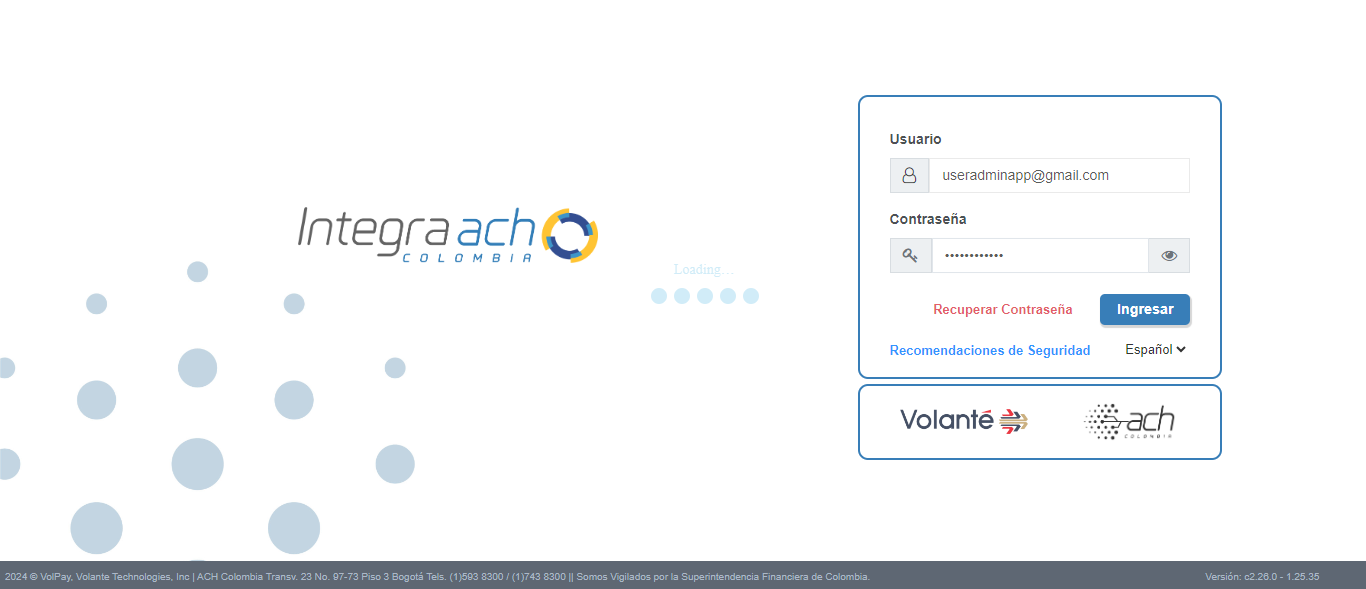 Usuario
useradminapp@gmail.com
Contraseña
••••••••••••
Integra ach
COLOMBIA
Loading...
Recuperar Contraseña
Ingresar
Recomendaciones de Seguridad
Español
Volanté
ach
COLOMBIA
2024 © VolPay, Volante Technologies, Inc | ACH Colombia Transv. 23 No. 97-73 Piso 3 Bogotá Tels. (1)593 8300 / (1)743 8300 || Somos Vigilados por la Superintendencia Financiera de Colombia.
Versión: c2.26.0 - 1.25.35